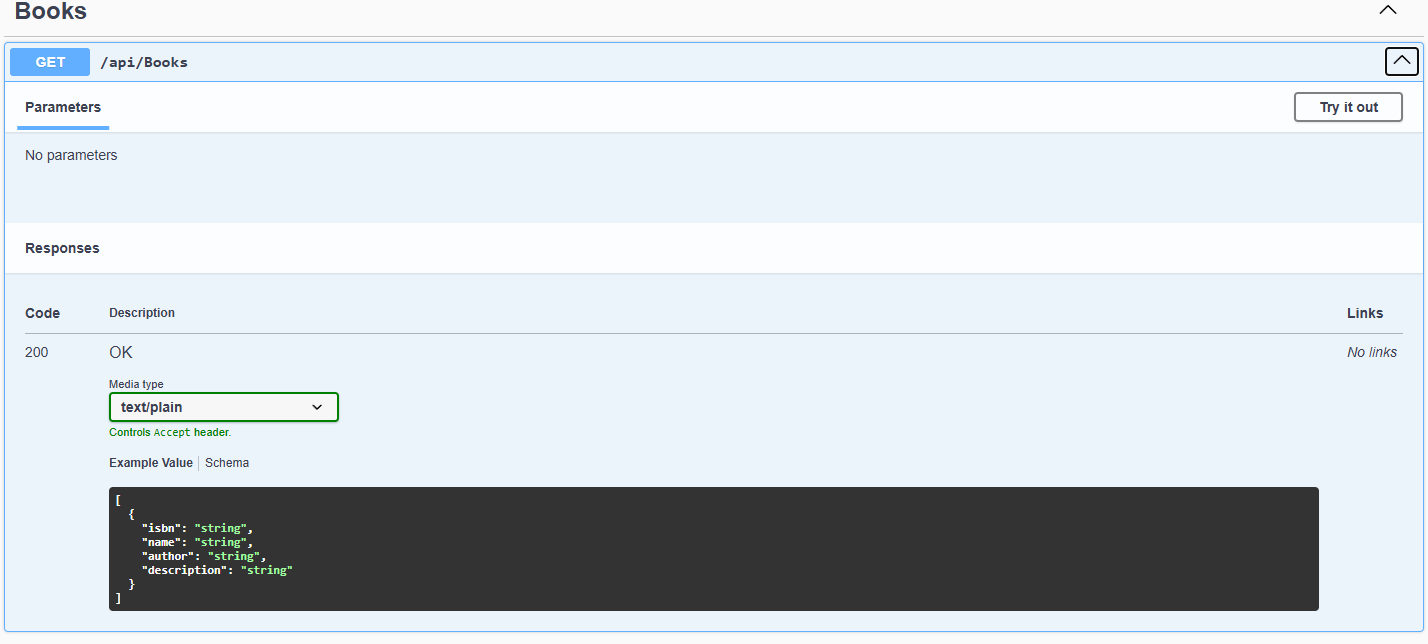 Books
GET /api/Books
Parameters Try it out
No parameters
Responses
Code Description Links
200 OK No links
Media type
text/plain
Controls Accept header.
Example Value Schema
[
  {
    "isbn": "string",
    "name": "string",
    "author": "string",
    "description": "string"
  }
]